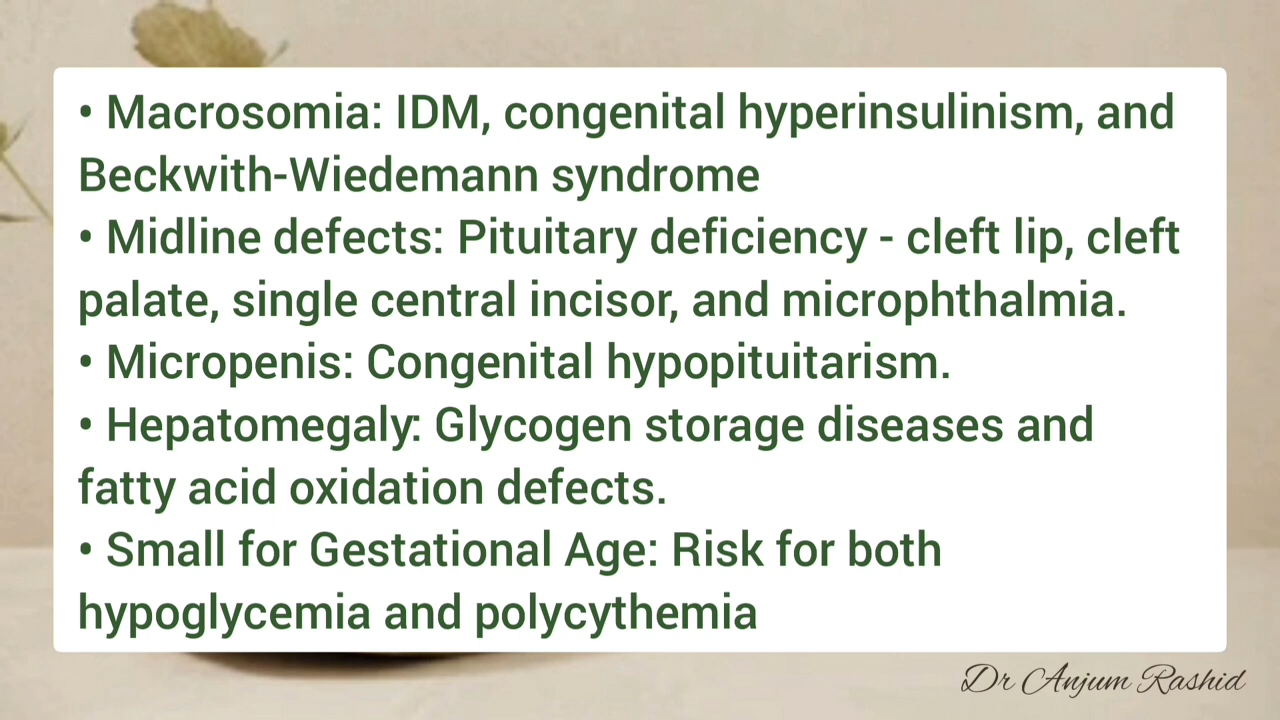 • Macrosomia: IDM, congenital hyperinsulinism, and
Beckwith-Wiedemann syndrome
• Midline defects: Pituitary deficiency - cleft lip, cleft
palate, single central incisor, and microphthalmia.
• Micropenis: Congenital hypopituitarism.
• Hepatomegaly: Glycogen storage diseases and
fatty acid oxidation defects.
• Small for Gestational Age: Risk for both
hypoglycemia and polycythemia
Dr Anjum Rashid